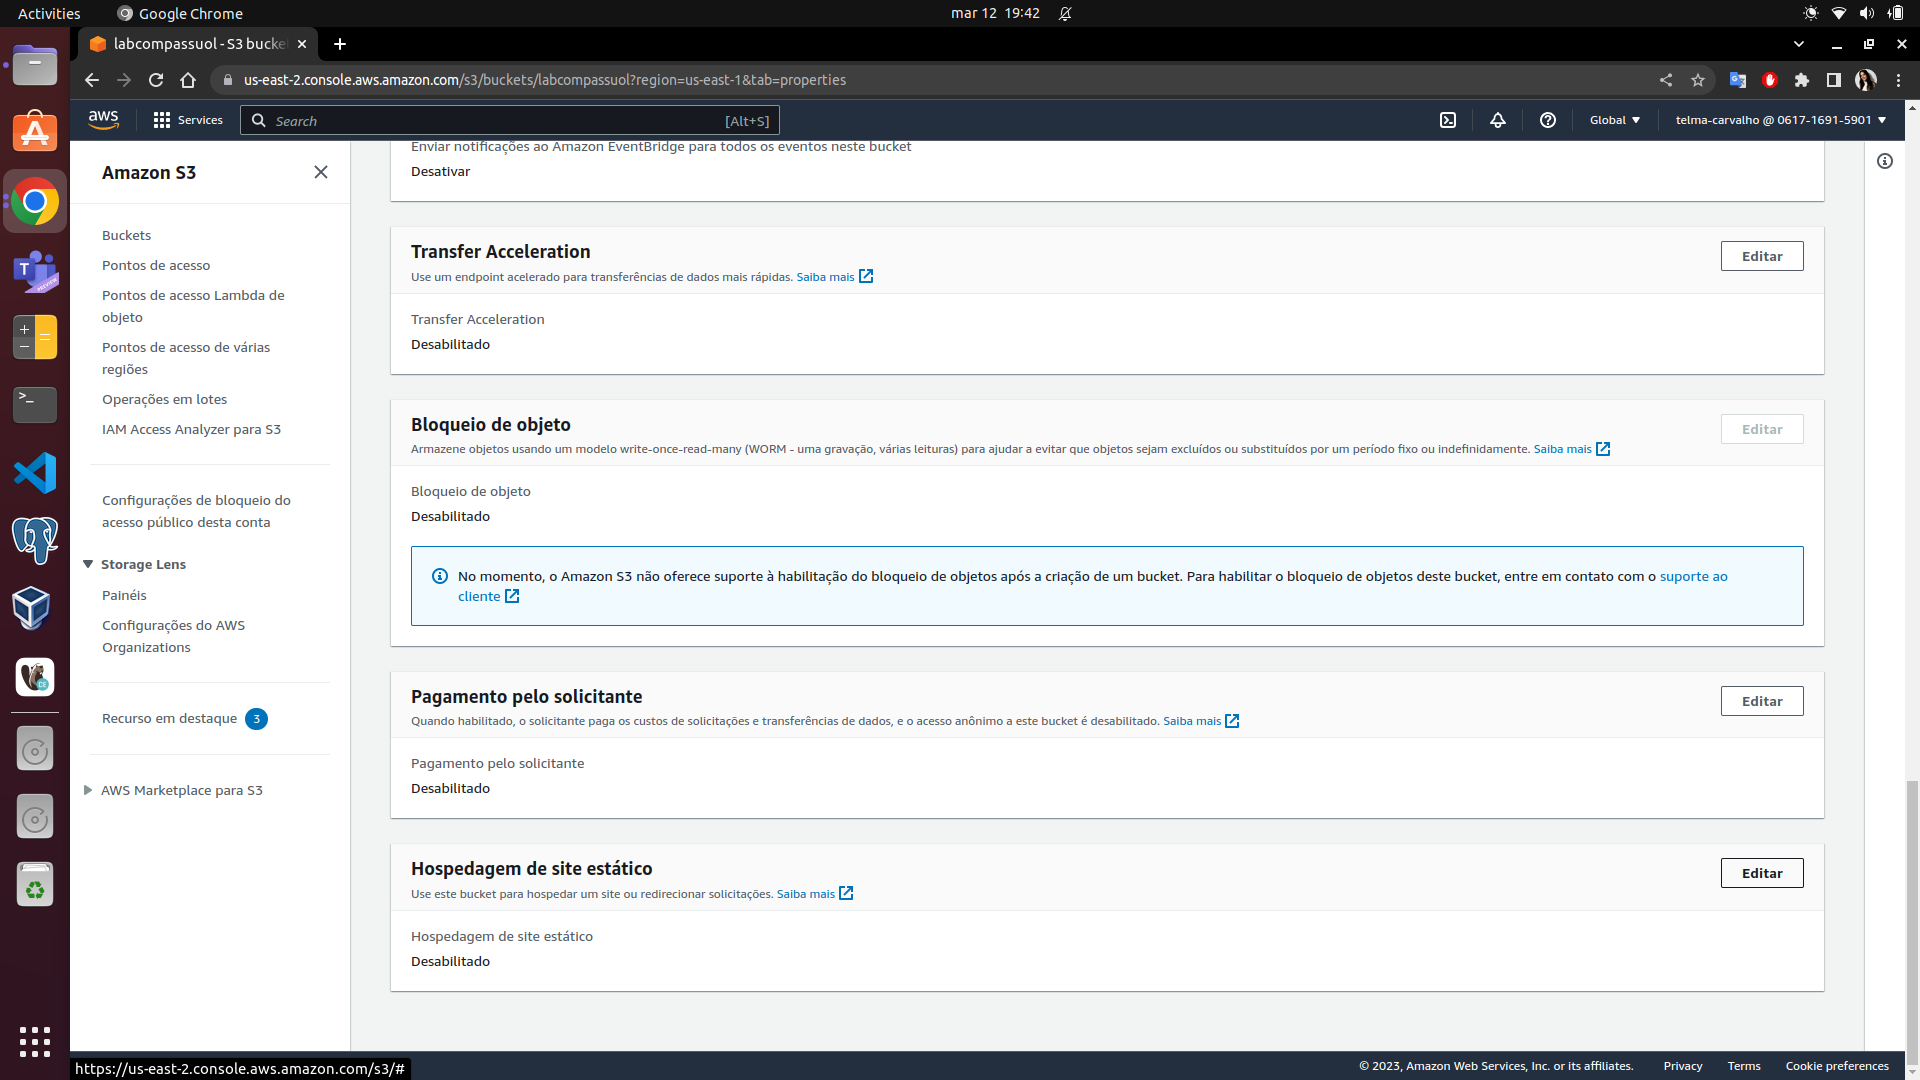 Activities
Google Chrome
mar 12 19:42
labcompassuol - S3 bucke
us-east-2.console.aws.amazon.com/s3/buckets/labcompassuol?region=us-east-1&tab=properties
aws
Services
Search
[Alt+S]
Global
telma-carvalho @ 0617-1691-5901
Amazon S3
Buckets
Pontos de acesso
Pontos de acesso Lambda de
objeto
Pontos de acesso de várias
regiões
Operações em lotes
IAM Access Analyzer para S3
Configurações de bloqueio do
acesso público desta conta
Storage Lens
Painéis
Configurações do AWS
Organizations
Recurso em destaque 3
AWS Marketplace para S3
Enviar notificações ao Amazon EventBridge para todos os eventos neste bucket
Desativar
Transfer Acceleration
Editar
Use um endpoint acelerado para transferências de dados mais rápidas. Saiba mais
Transfer Acceleration
Desabilitado
Bloqueio de objeto
Editar
Armazene objetos usando um modelo write-once-read-many (WORM - uma gravação, várias leituras) para ajudar a evitar que objetos sejam excluídos ou substituídos por um período fixo ou indefinidamente. Saiba mais
Bloqueio de objeto
Desabilitado
No momento, o Amazon S3 não oferece suporte à habilitação do bloqueio de objetos após a criação de um bucket. Para habilitar o bloqueio de objetos deste bucket, entre em contato com o suporte ao
cliente
Pagamento pelo solicitante
Editar
Quando habilitado, o solicitante paga os custos de solicitações e transferências de dados, e o acesso anônimo a este bucket é desabilitado. Saiba mais
Pagamento pelo solicitante
Desabilitado
Hospedagem de site estático
Editar
Use este bucket para hospedar um site ou redirecionar solicitações. Saiba mais
Hospedagem de site estático
Desabilitado
https://us-east-2.console.aws.amazon.com/s3/#
© 2023, Amazon Web Services, Inc. or its affiliates.
Privacy
Terms
Cookie preferences